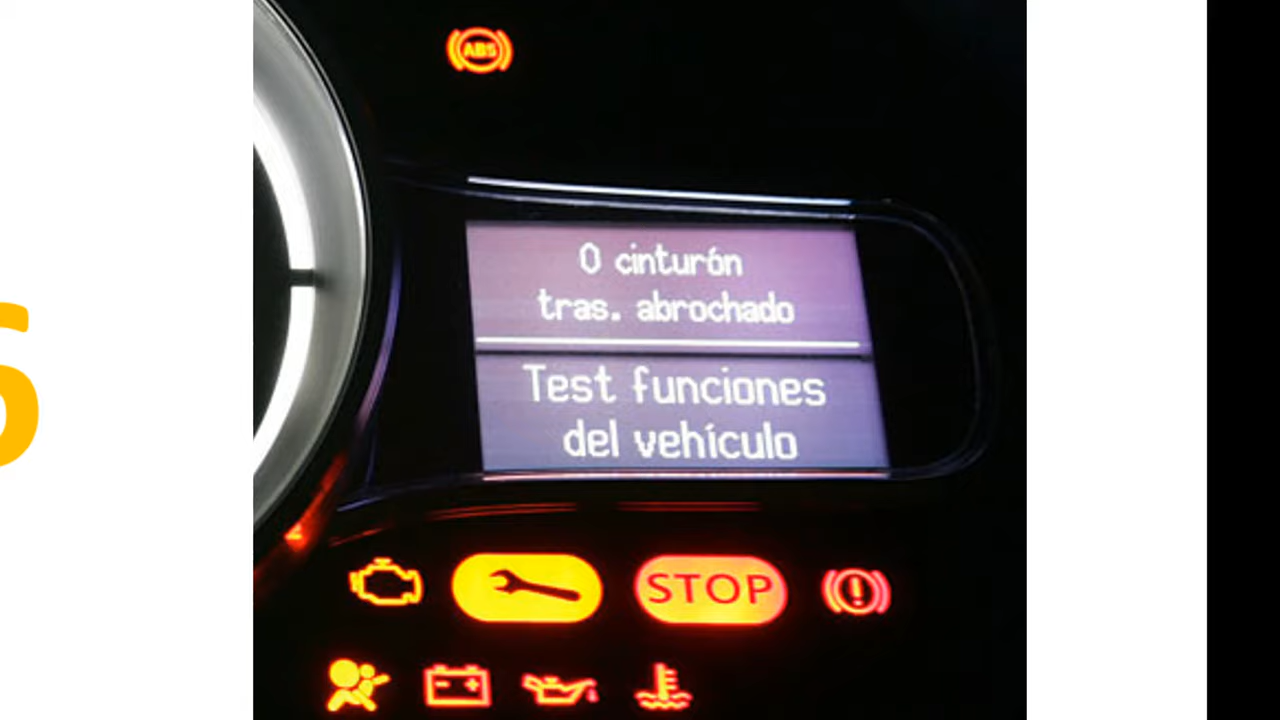 ABS
0 cinturón
tras. abrochado
Test funciones
del vehículo
STOP